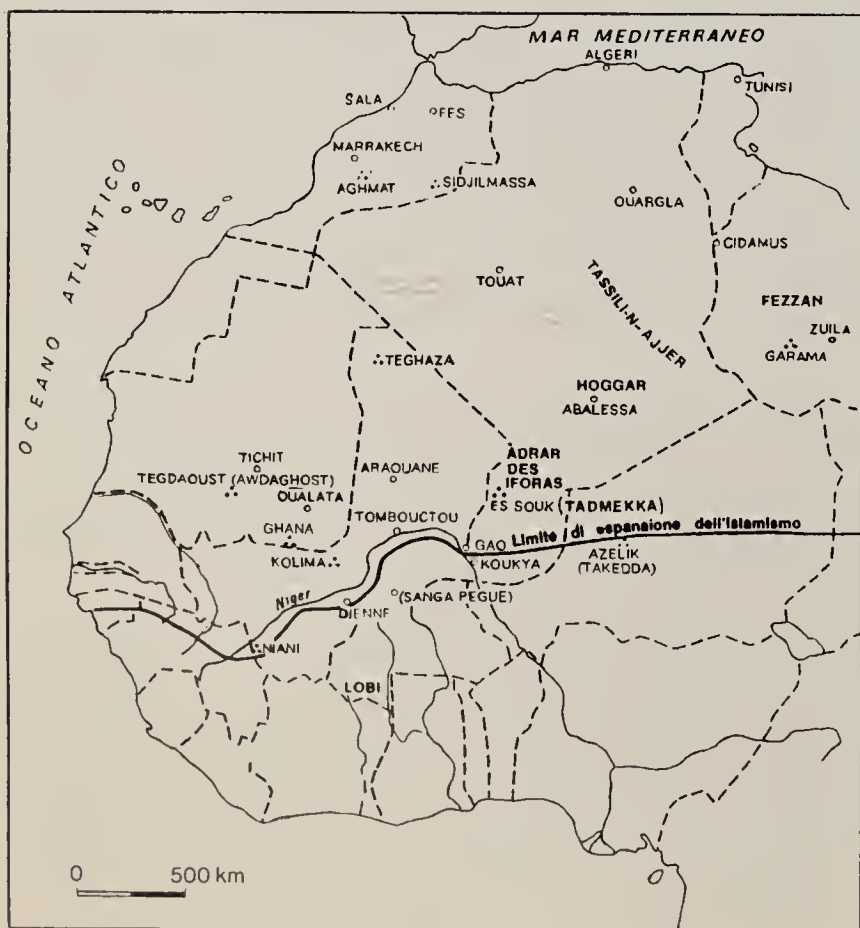 MAR MEDITERRANEO
ALGERI
TUNISI
SALA
FES
MARRAKECH
AGHMAT
SIDJILMASSA
OUARGLA
OCEANO ATLANTICO
CIDAMUS
TOUAT
TASSILI-N-AJJER
FEZZAN
ZUILA
GARAMA
TEGHAZA
HOGGAR
ABALESSA
TICHIT
TEGDAOUST (AWDAGHOST)
ARAOUANE
ADRAR
DES
IFORAS
OUALATA
ES SOUK (TADMEKKA)
TOMBOUCTOU
Limite di espansione dell'Islamismo
GHANA
GAO
KOLIMA
KOUKYA
AZELIK
(TAKEDDA)
Niger
DIENNE
(SANGA PEGUE)
NIANI
LOBI
0 500 km